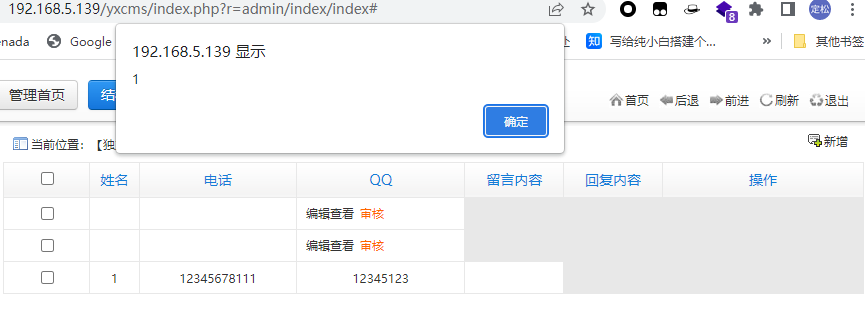 192.168.5.139/yxcms/index.php?r=admin/index/index#
定松
enada Google 处 知 写给纯小白搭建个... » 其他书签
8
192.168.5.139 显示
1
确定
管理首页 结 首页 后退 前进 刷新 退出
当前位置: 【独 新增
姓名 电话 QQ 留言内容 回复内容 操作
编辑查看 审核
编辑查看 审核
1 12345678111 12345123